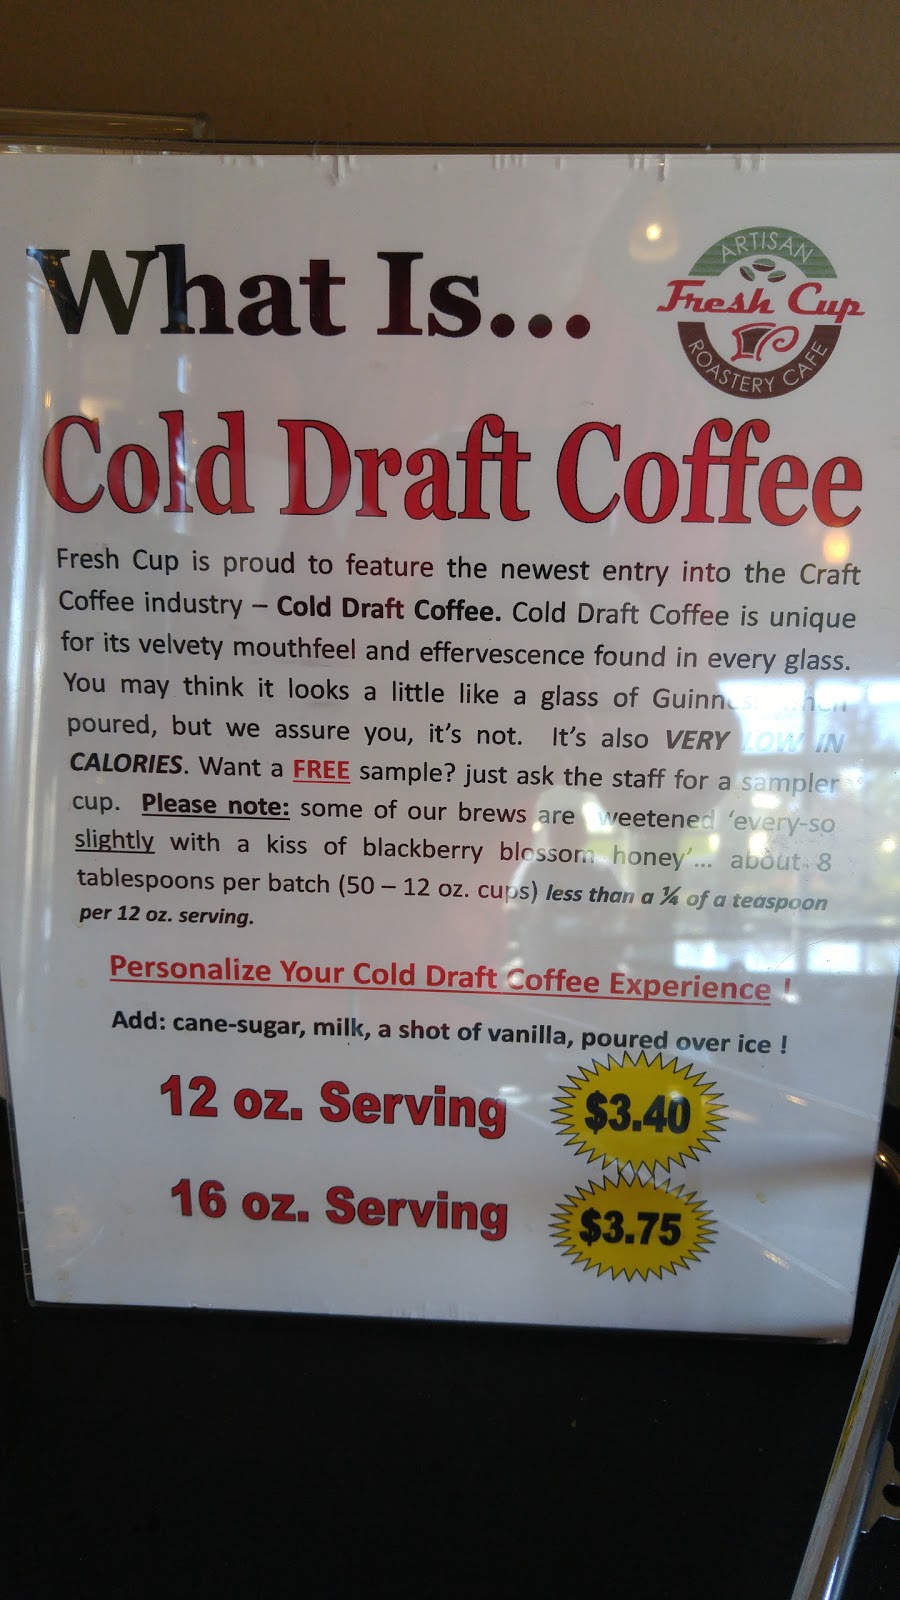 What Is...
ARTISAN
Fresh Cup
ROASTERY CAFE
Cold Draft Coffee
Fresh Cup is proud to feature the newest entry into the Craft
Coffee industry – Cold Draft Coffee. Cold Draft Coffee is unique
for its velvety mouthfeel and effervescence found in every glass.
You may think it looks a little like a glass of Guinness when
poured, but we assure you, it's not. It's also VERY LOW IN
CALORIES. Want a FREE sample? just ask the staff for a sampler
cup. Please note: some of our brews are sweetened 'every-so
slightly with a kiss of blackberry blossom honey'... about 8
tablespoons per batch (50 – 12 oz. cups) less than a ¼ of a teaspoon
per 12 oz. serving.
Personalize Your Cold Draft Coffee Experience !
Add: cane-sugar, milk, a shot of vanilla, poured over ice !
12 oz. Serving $3.40
16 oz. Serving $3.75